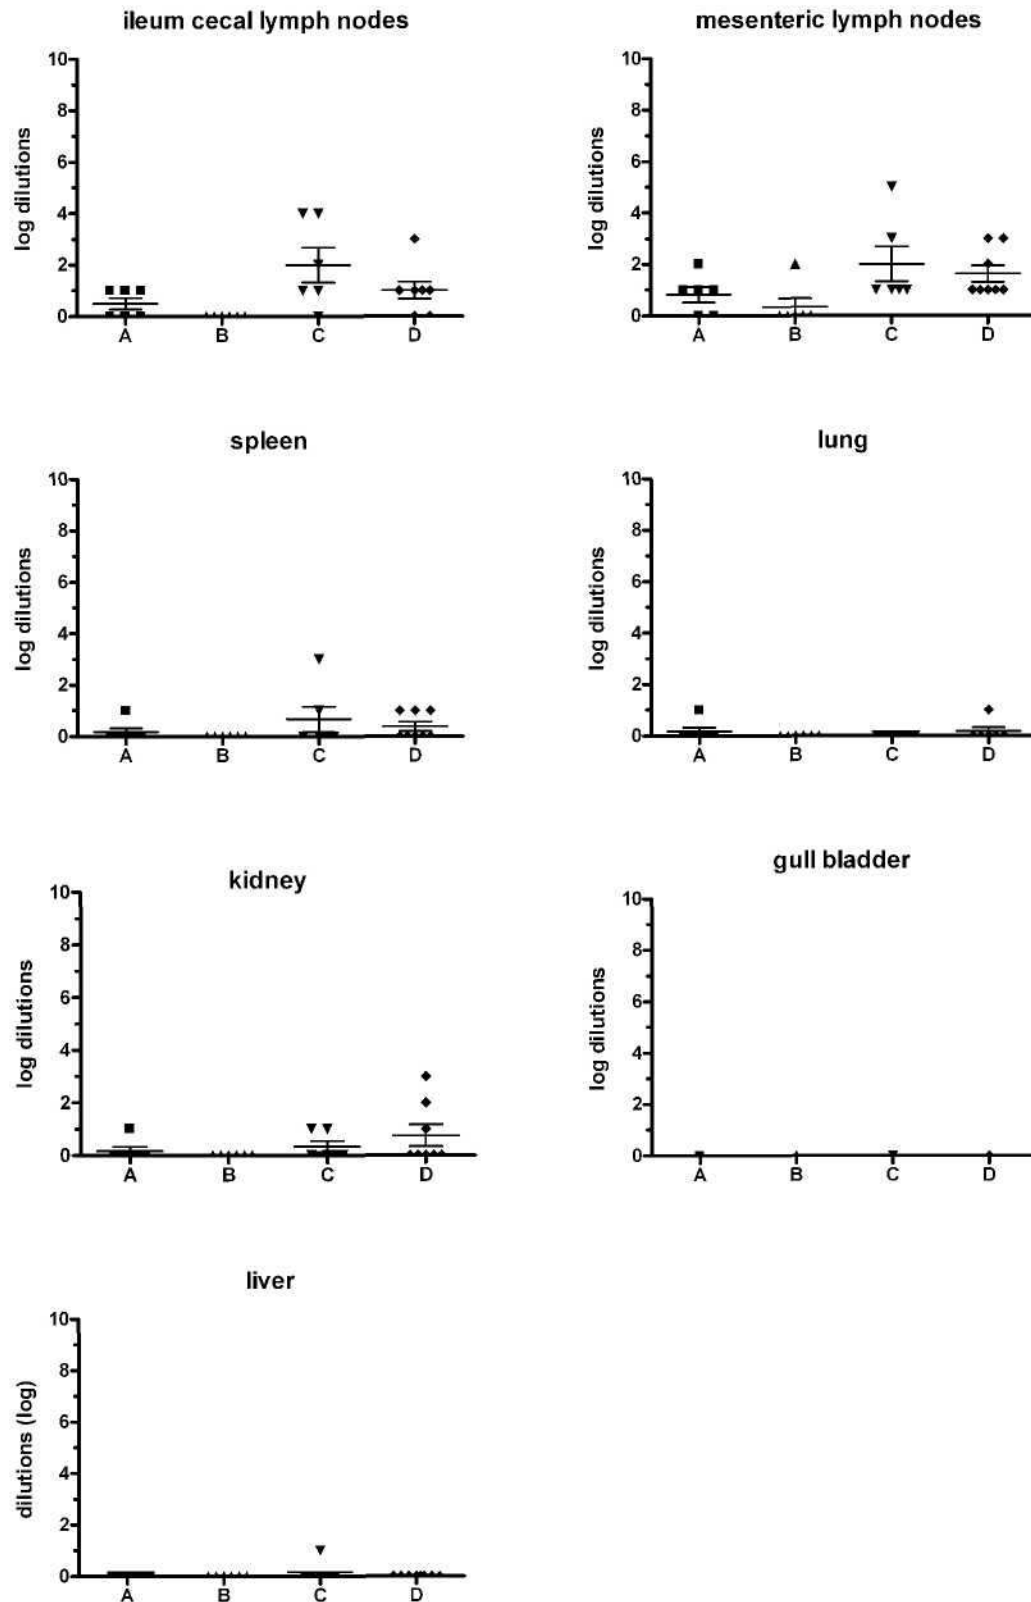 ileum cecal lymph nodes
log dilutions
10
8
6
4
2
0
A B C D
mesenteric lymph nodes
log dilutions
10
8
6
4
2
0
A B C D
spleen
log dilutions
10
8
6
4
2
0
A B C D
lung
log dilutions
10
8
6
4
2
0
A B C D
kidney
log dilutions
10
8
6
4
2
0
A B C D
gull bladder
log dilutions
10
8
6
4
2
0
A B C D
liver
dilutions (log)
10
8
6
4
2
0
A B C D